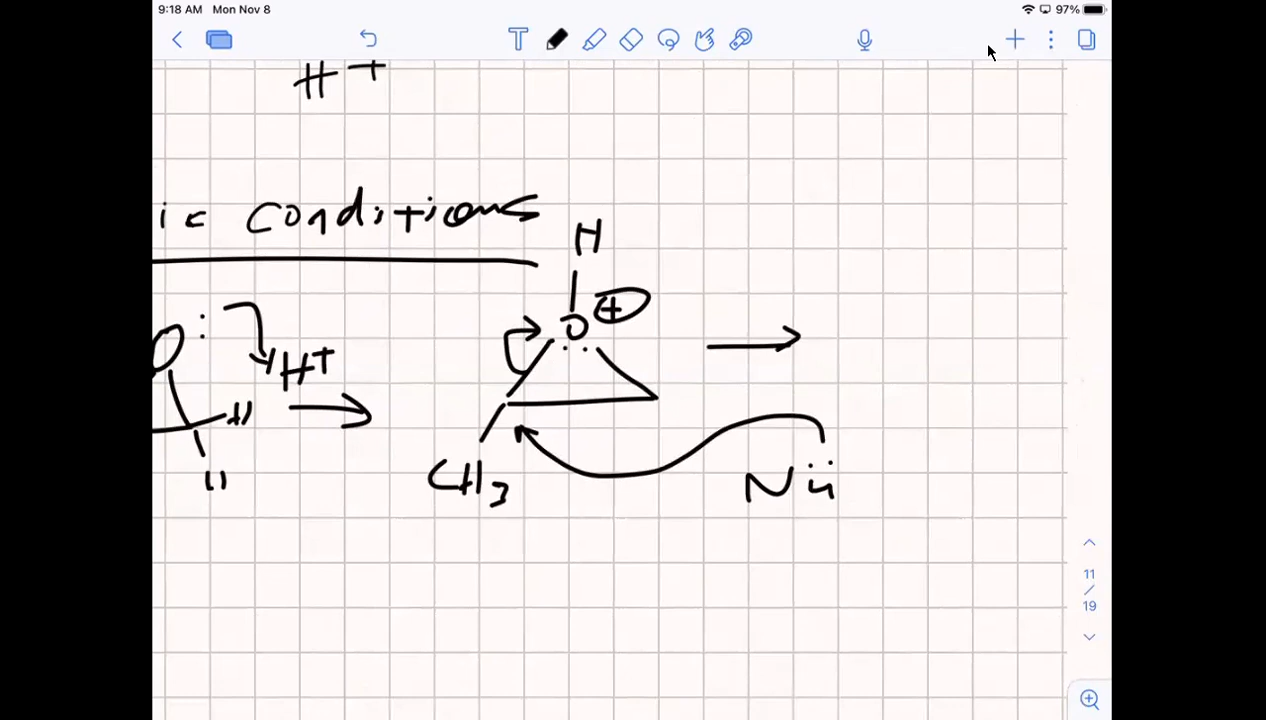 9:18 AM Mon Nov 8
97%
T
H+
ic conditions
H
O: H+
O +
H
H
CH3
Nu
11
/
19